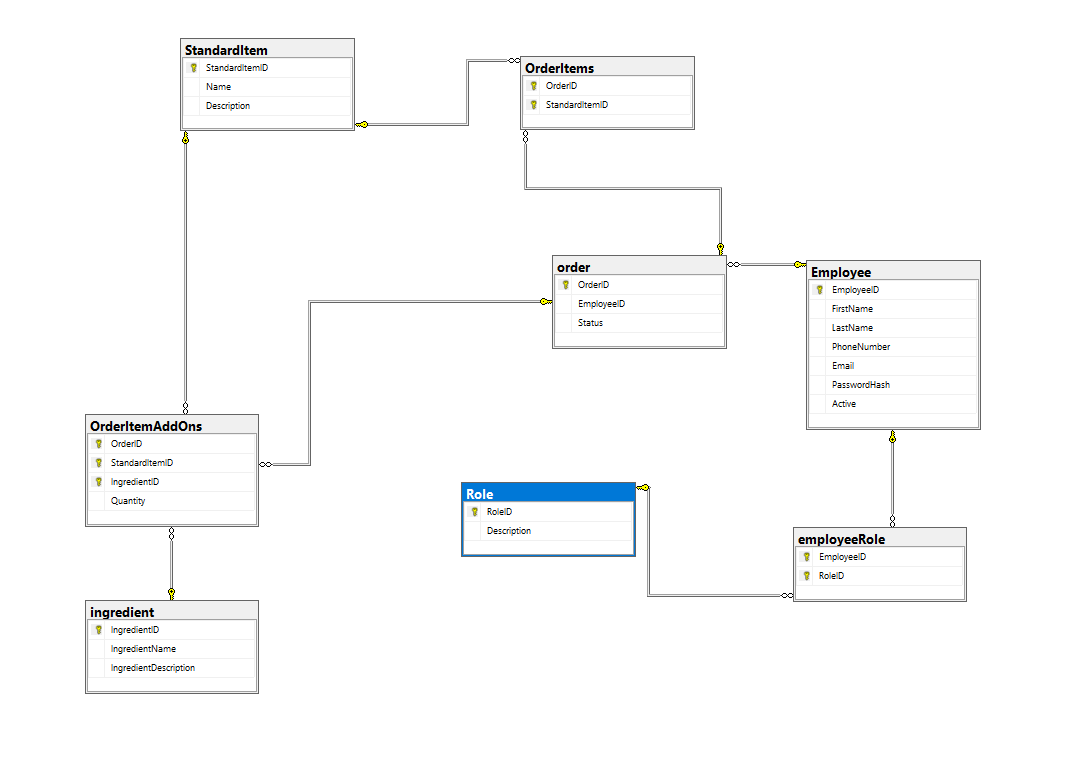 StandardItem
StandardItemID
Name
Description
OrderItems
OrderID
StandardItemID
order
OrderID
EmployeeID
Status
Employee
EmployeeID
FirstName
LastName
PhoneNumber
Email
PasswordHash
Active
OrderItemAddOns
OrderID
StandardItemID
IngredientID
Quantity
Role
RoleID
Description
employeeRole
EmployeeID
RoleID
ingredient
IngredientID
IngredientName
IngredientDescription